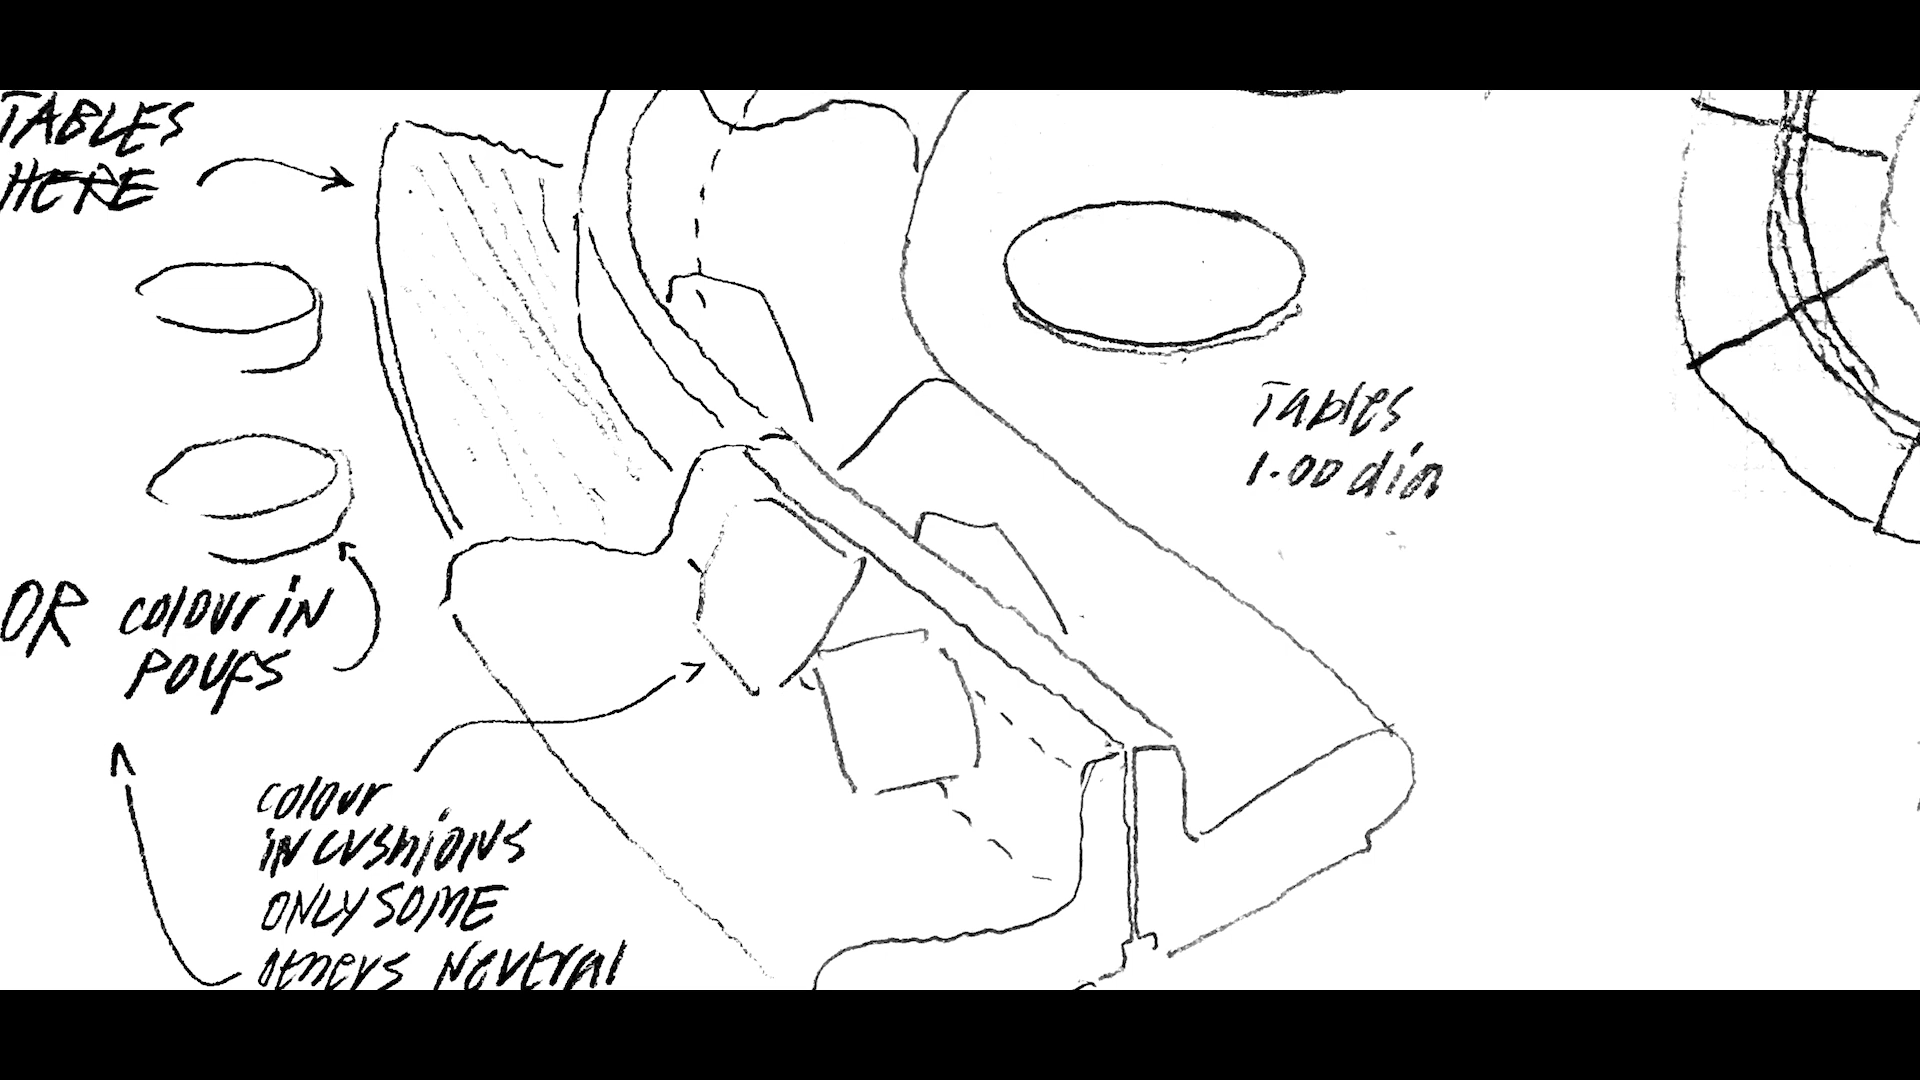 TABLES
HERE
Tables
1.00 dia
OR colour in
POUFS
colour
IN CUSHIONS
ONLY SOME
OTHERS NEUTRAL